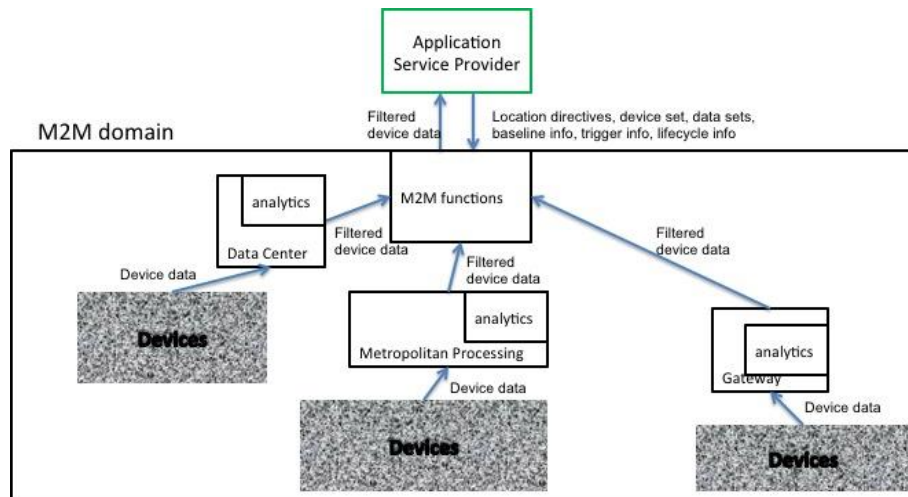 Application
Service Provider
Filtered
device data
Location directives, device set, data sets,
baseline info, trigger info, lifecycle info
M2M domain
analytics
Data Center
M2M functions
Filtered
device data
Filtered
device data
Filtered
device data
Device data
Devices
analytics
Metropolitan Processing
analytics
Gateway
Device data
Devices
Device data
Devices